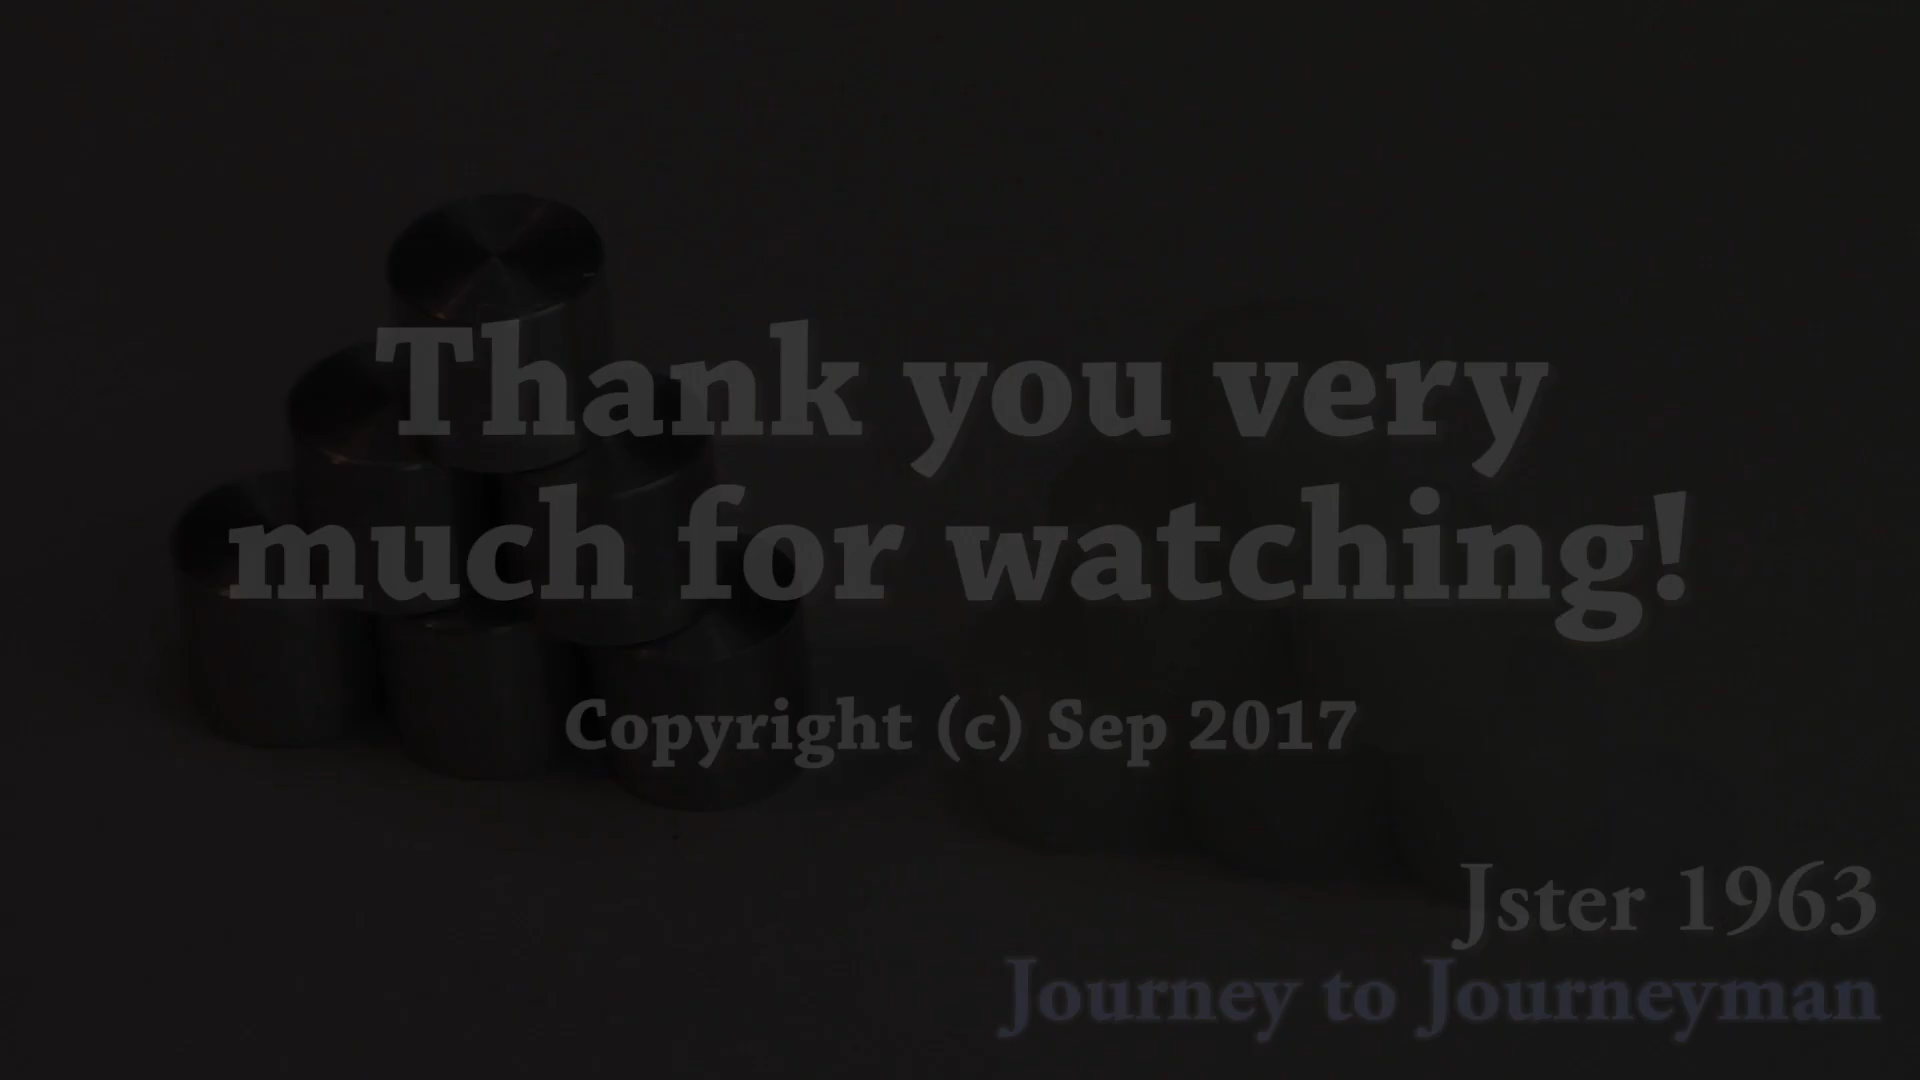 Thank you very
much for watching!
Copyright (c) Sep 2017
Jster 1963
Journey to Journeyman